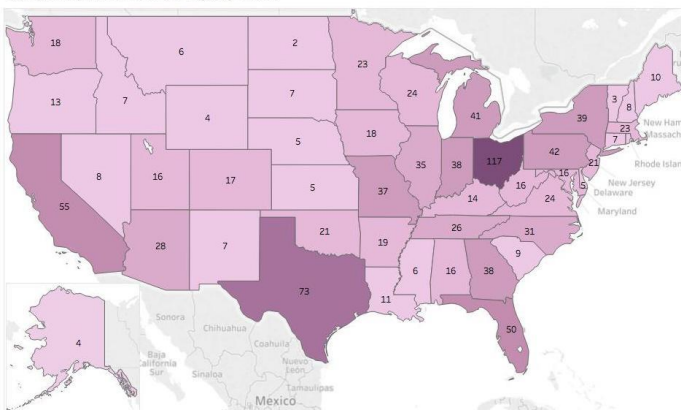 18
6
2
23
10
13
7
4
7
24
41
3
8
39
New Ham
23
Massach
7
18
5
35
38
117
42
21
Rhode Islan
8
16
17
5
37
14
16
24
16
5
New Jersey
Delaware
Maryland
55
28
7
21
19
26
31
9
73
11
6
16
38
50
4
Sonora
Chihuahua
Coahuila
Baja
California
Sur
Sinaloa
Nuevo
León
Tamaulipas
Mexico